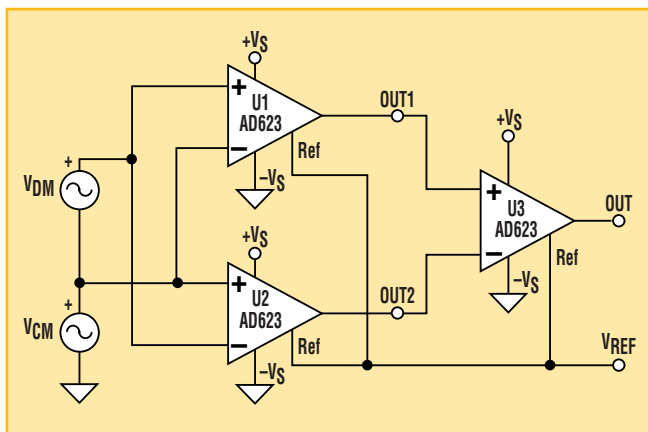 +VS
+
U1
AD623
−
Ref
−VS
OUT1
+
VDM
+
VCM
+VS
+
U2
AD623
−
Ref
−VS
OUT2
+VS
+
U3
AD623
−
Ref
−VS
OUT
VREF